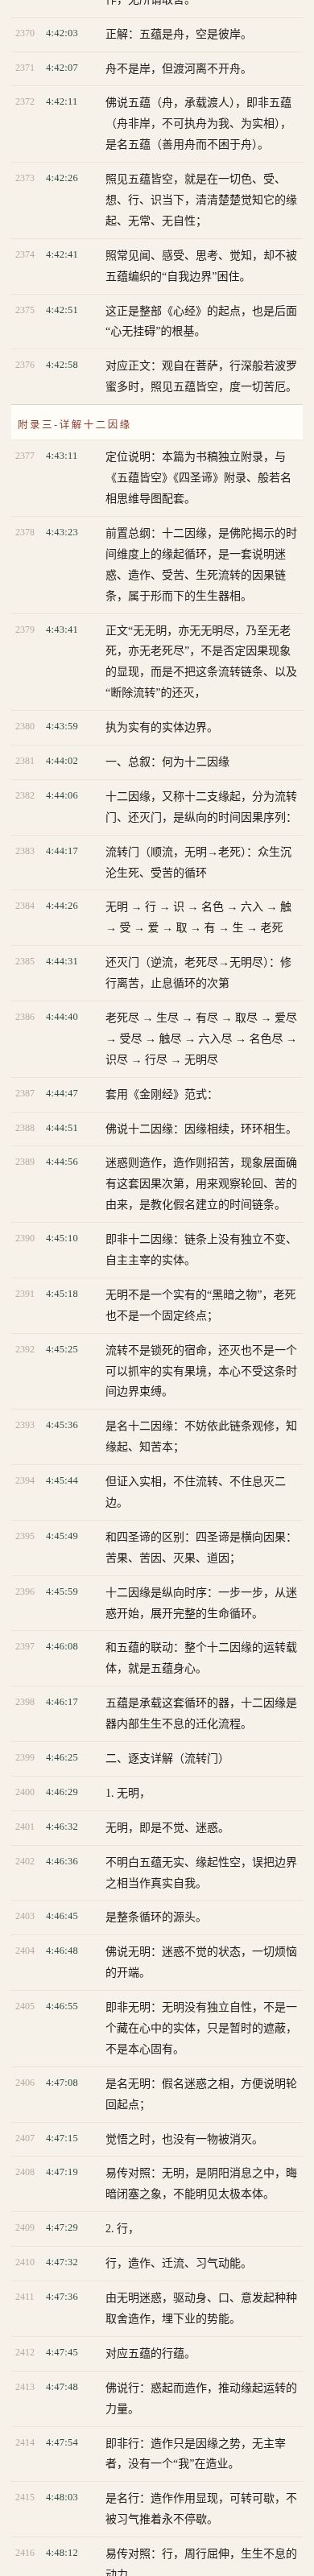 2370 4:42:03 正解：五蕴是舟，空是彼岸。
2371 4:42:07 舟不是岸，但渡河离不开舟。
2372 4:42:11 佛说五蕴（舟，承载渡人），即非五蕴
（舟非岸，不可执舟为我、为实相），
是名五蕴（善用舟而不困于舟）。
2373 4:42:26 照见五蕴皆空，就是在一切色、受、
想、行、识当下，清清楚楚觉知它的缘
起、无常、无自性；
2374 4:42:41 照常见闻、感受、思考、觉知，却不被
五蕴编织的“自我边界”困住。
2375 4:42:51 这正是整部《心经》的起点，也是后面
“心无挂碍”的根基。
2376 4:42:58 对应正文：观自在菩萨，行深般若波罗
蜜多时，照见五蕴皆空，度一切苦厄。
附录三-详解十二因缘
2377 4:43:11 定位说明：本篇为书稿独立附录，与
《五蕴皆空》《四圣谛》附录、般若名
相思维导图配套。
2378 4:43:23 前置总纲：十二因缘，是佛陀揭示的时
间维度上的缘起循环，是一套说明迷
惑、造作、受苦、生死流转的因果链
条，属于形而下的生生器相。
2379 4:43:41 正文“无无明，亦无无明尽，乃至无老
死，亦无老死尽”，不是否定因果现象
的显现，而是不把这条流转链条、以及
“断除流转”的还灭，
2380 4:43:59 执为实有的实体边界。
2381 4:44:02 一、总叙：何为十二因缘
2382 4:44:06 十二因缘，又称十二支缘起，分为流转
门、还灭门，是纵向的时间因果序列：
2383 4:44:17 流转门（顺流，无明→老死）：众生沉
沦生死、受苦的循环
2384 4:44:26 无明 → 行 → 识 → 名色 → 六入 → 触
→ 受 → 爱 → 取 → 有 → 生 → 老死
2385 4:44:31 还灭门（逆流，老死尽→无明尽）：修
行离苦，止息循环的次第
2386 4:44:40 老死尽 → 生尽 → 有尽 → 取尽 → 爱尽
→ 受尽 → 触尽 → 六入尽 → 名色尽 →
识尽 → 行尽 → 无明尽
2387 4:44:47 套用《金刚经》范式：
2388 4:44:51 佛说十二因缘：因缘相续，环环相生。
2389 4:44:56 迷惑则造作，造作则招苦，现象层面确
有这套因果次第，用来观察轮回、苦的
由来，是教化假名建立的时间链条。
2390 4:45:10 即非十二因缘：链条上没有独立不变、
自主主宰的实体。
2391 4:45:18 无明不是一个实有的“黑暗之物”，老死
也不是一个固定终点；
2392 4:45:25 流转不是锁死的宿命，还灭也不是一个
可以抓牢的实有果境，本心不受这条时
间边界束缚。
2393 4:45:36 是名十二因缘：不妨依此链条观修，知
缘起、知苦本；
2394 4:45:44 但证入实相，不住流转、不住息灭二
边。
2395 4:45:49 和四圣谛的区别：四圣谛是横向因果：
苦果、苦因、灭果、道因；
2396 4:45:59 十二因缘是纵向时序：一步一步，从迷
惑开始，展开完整的生命循环。
2397 4:46:08 和五蕴的联动：整个十二因缘的运转载
体，就是五蕴身心。
2398 4:46:17 五蕴是承载这套循环的器，十二因缘是
器内部生生不息的迁化流程。
2399 4:46:25 二、逐支详解（流转门）
2400 4:46:29 1. 无明，
2401 4:46:32 无明，即是不觉、迷惑。
2402 4:46:36 不明白五蕴无实、缘起性空，误把边界
之相当作真实自我。
2403 4:46:45 是整条循环的源头。
2404 4:46:48 佛说无明：迷惑不觉的状态，一切烦恼
的开端。
2405 4:46:55 即非无明：无明没有独立自性，不是一
个藏在心中的实体，只是暂时的遮蔽，
不是本心固有。
2406 4:47:08 是名无明：假名迷惑之相，方便说明轮
回起点；
2407 4:47:15 觉悟之时，也没有一物被消灭。
2408 4:47:19 易传对照：无明，是阴阳消息之中，晦
暗闭塞之象，不能明见太极本体。
2409 4:47:29 2. 行，
2410 4:47:32 行，造作、迁流、习气动能。
2411 4:47:36 由无明迷惑，驱动身、口、意发起种种
取舍造作，埋下业的势能。
2412 4:47:45 对应五蕴的行蕴。
2413 4:47:48 佛说行：惑起而造作，推动缘起运转的
力量。
2414 4:47:54 即非行：造作只是因缘之势，无主宰
者，没有一个“我”在造业。
2415 4:48:03 是名行：造作作用显现，可转可歇，不
被习气推着永不停歇。
2416 4:48:12 易传对照：行，周行屈伸，生生不息的